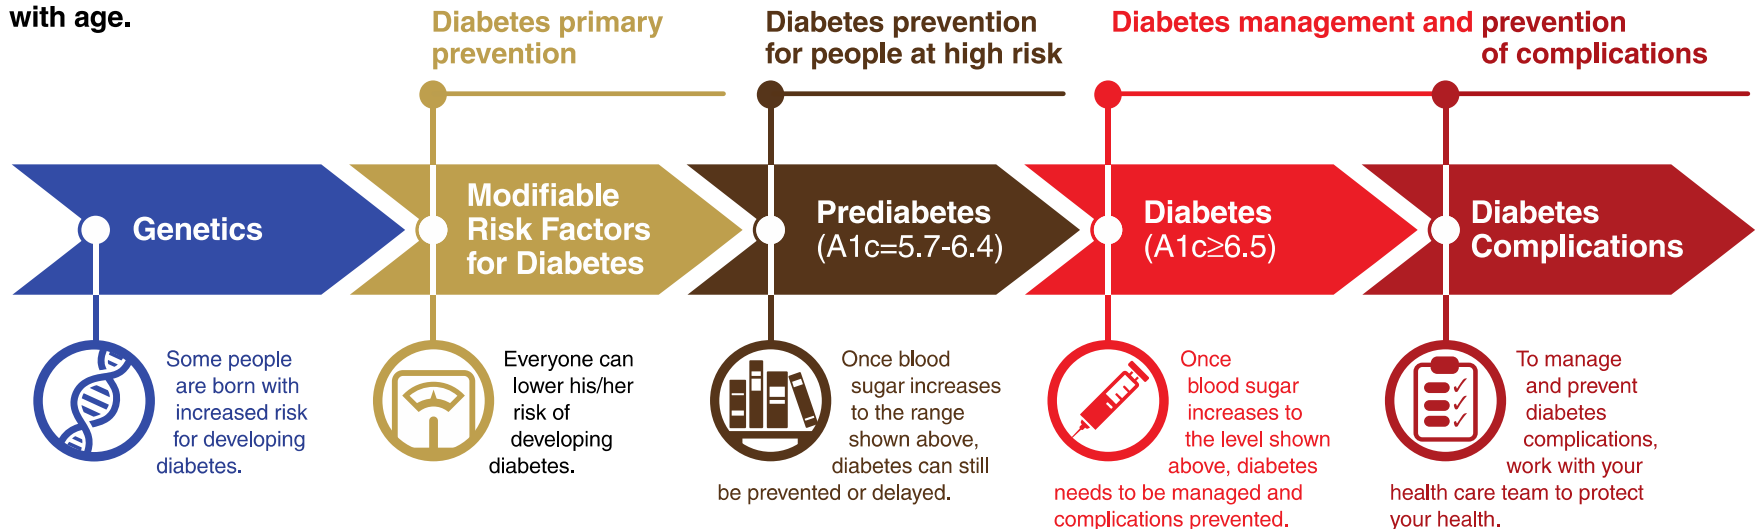 with age.
Diabetes primary
prevention
Diabetes prevention
for people at high risk
Diabetes management and prevention
of complications
Genetics
Modifiable
Risk Factors
for Diabetes
Prediabetes
(A1c=5.7-6.4)
Diabetes
(A1c≥6.5)
Diabetes
Complications
Some people
are born with
increased risk
for developing
diabetes.
Everyone can
lower his/her
risk of
developing
diabetes.
Once blood
sugar increases
to the range
shown above,
diabetes can still
be prevented or delayed.
Once
blood sugar
increases to
the level shown
above, diabetes
needs to be managed and
complications prevented.
To manage
and prevent
diabetes
complications,
work with your
health care team to protect
your health.